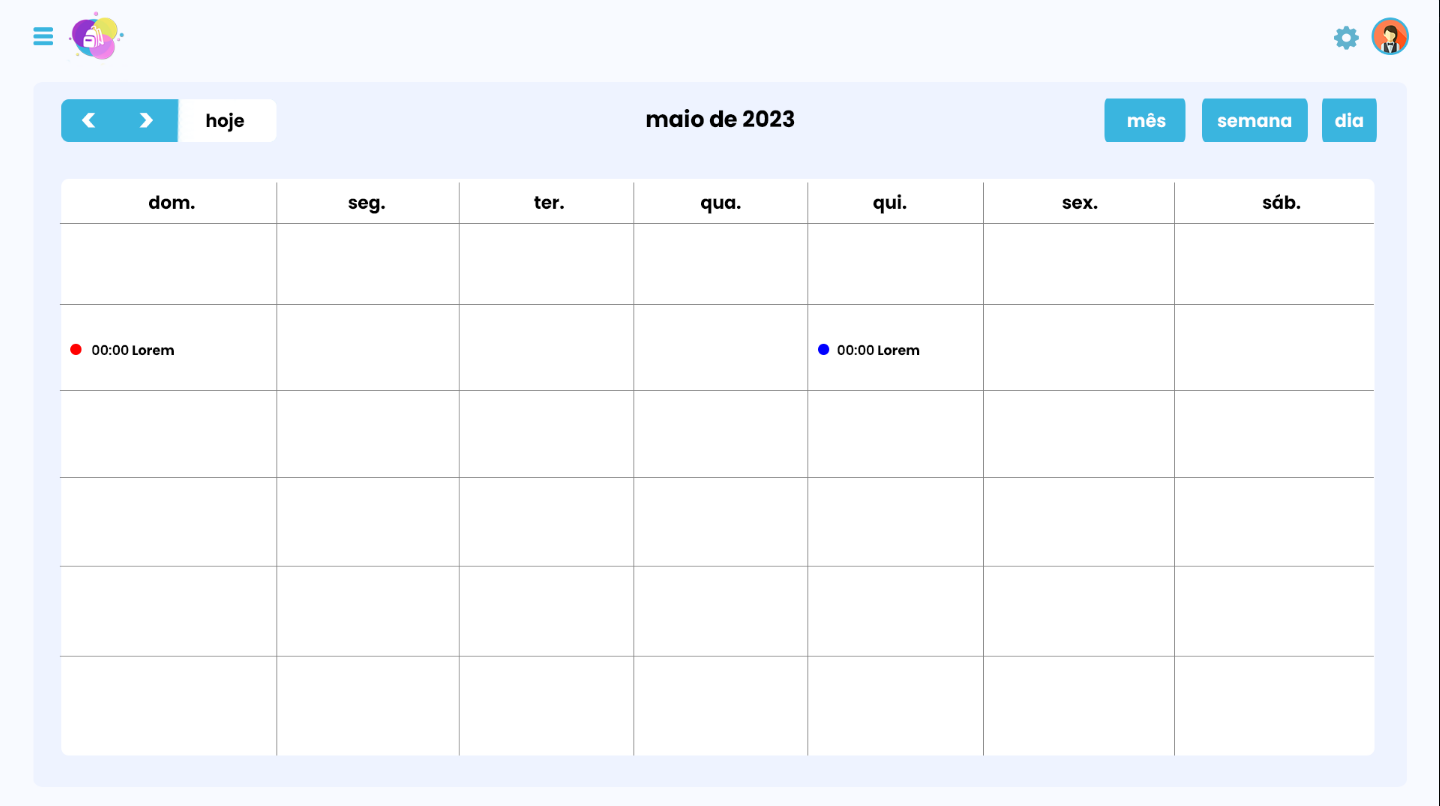 hoje
maio de 2023
mês semana dia
dom. seg. ter. qua. qui. sex. sáb.
00:00 Lorem
00:00 Lorem